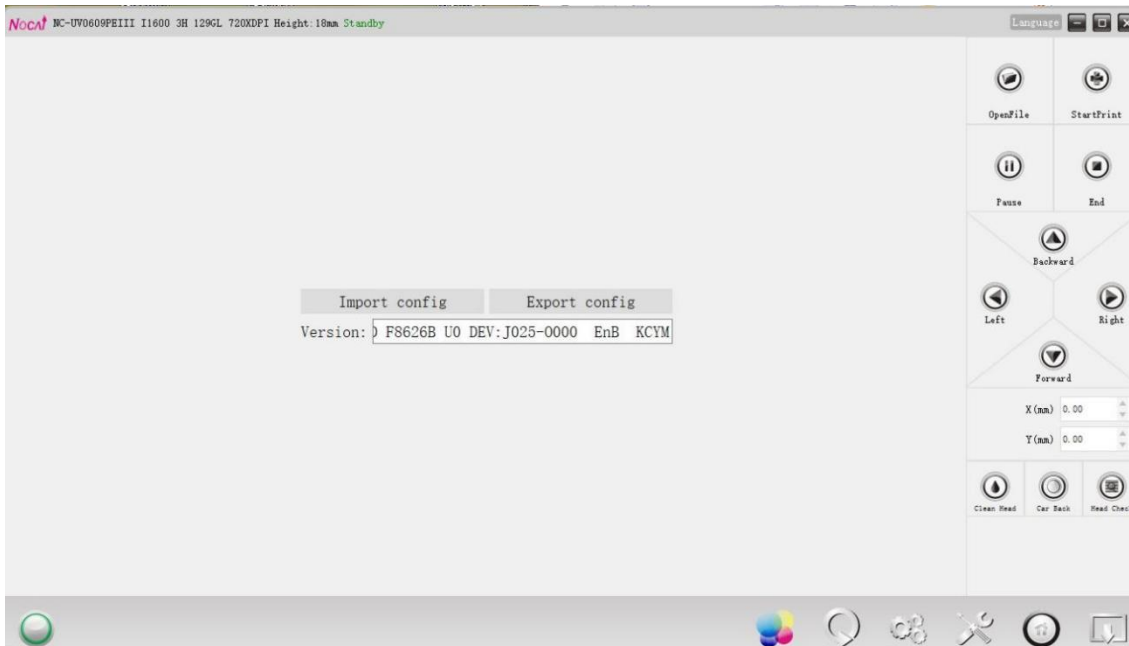 Nocai NC-UV0609PEIII I1600 3H 129GL 720XDPI Height:18mm Standby
Language
OpenFile StartPrint
Pause End
Backward
Left Right
Forward
Import config Export config
Version: F8626B U0 DEV:J025-0000 EnB KCYM
X(mm) 0.00
Y(mm) 0.00
Clean Head Car Back Head